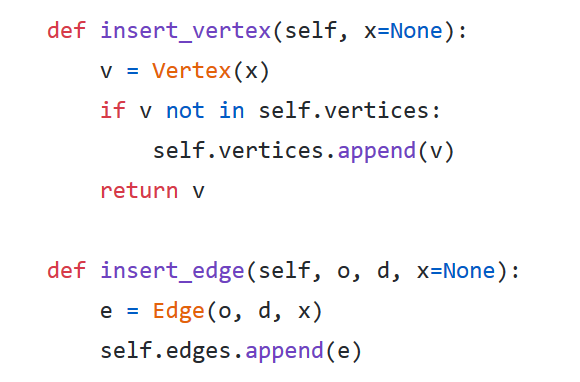 def insert_vertex(self, x=None):
    v = Vertex(x)
    if v not in self.vertices:
        self.vertices.append(v)
    return v

def insert_edge(self, o, d, x=None):
    e = Edge(o, d, x)
    self.edges.append(e)